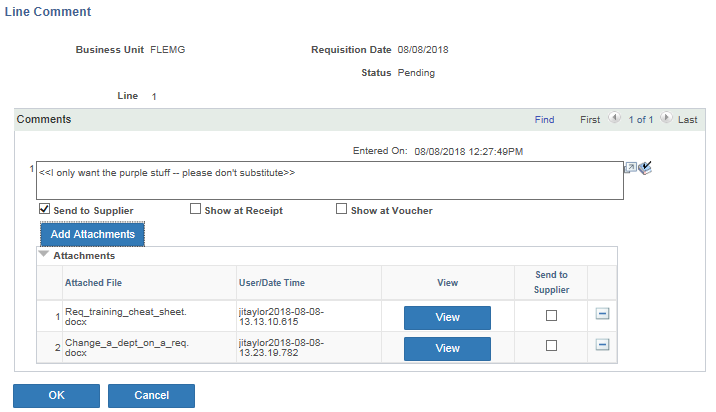 Line Comment
Business Unit FLEMG Requisition Date 08/08/2018
Status Pending
Line 1
Comments Find First 1 of 1 Last
Entered On: 08/08/2018 12:27:49PM
1 <<I only want the purple stuff -- please don't substitute>>
Send to Supplier Show at Receipt Show at Voucher
Add Attachments
Attachments
Attached File User/Date Time View Send to Supplier
1 Req_training_cheat_sheet.docx jitaylor2018-08-08-13.13.10.615 View
2 Change_a_dept_on_a_req.docx jitaylor2018-08-08-13.23.19.782 View
OK Cancel